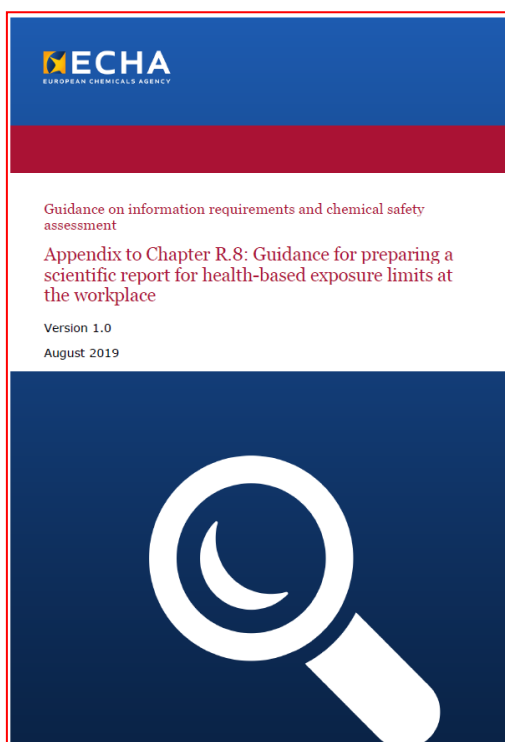 ECHA
EUROPEAN CHEMICALS AGENCY
Guidance on information requirements and chemical safety
assessment
Appendix to Chapter R.8: Guidance for preparing a
scientific report for health-based exposure limits at
the workplace
Version 1.0
August 2019